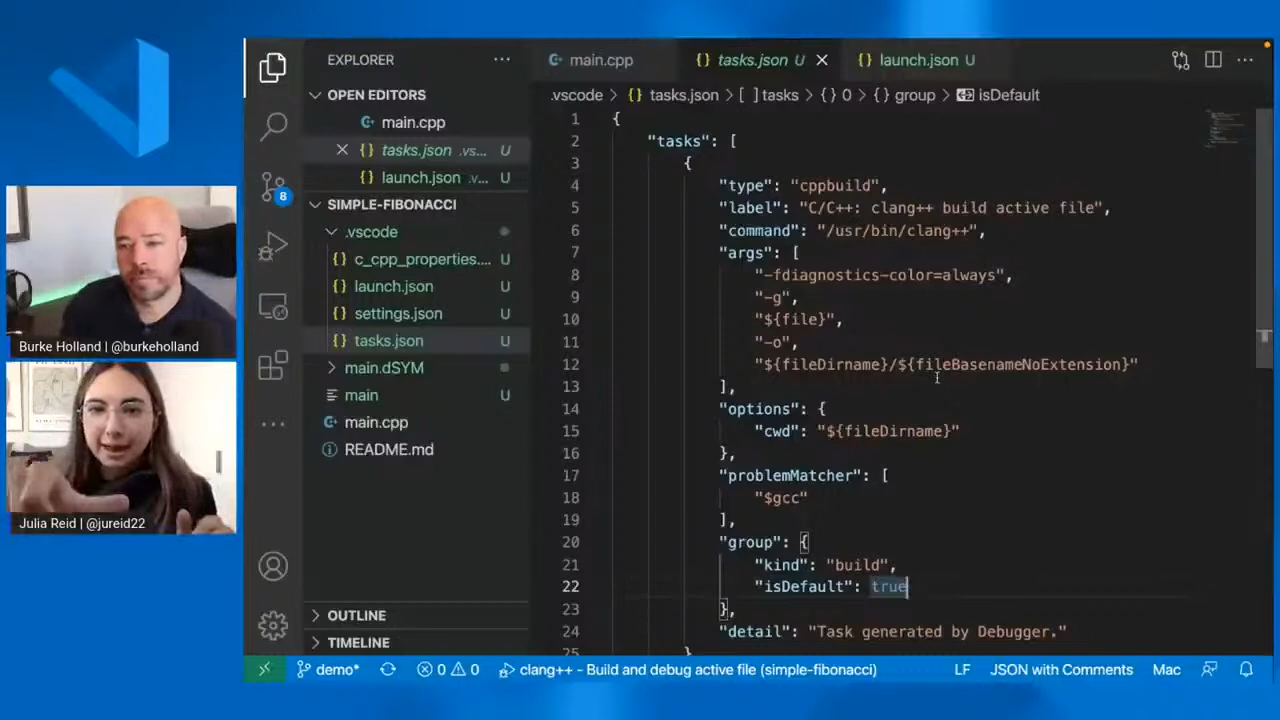 EXPLORER
OPEN EDITORS
main.cpp
tasks.json .vs... U
launch.json .v... U
SIMPLE-FIBONACCI
.vscode
c_cpp_properties.... U
launch.json U
settings.json U
tasks.json U
main.dSYM
main U
main.cpp
README.md
OUTLINE
TIMELINE
8
main.cpp
tasks.json U
launch.json U
.vscode > {} tasks.json > [ ] tasks > {} 0 > {} group > isDefault
1 {
2 "tasks": [
3 {
4 "type": "cppbuild",
5 "label": "C/C++: clang++ build active file",
6 "command": "/usr/bin/clang++",
7 "args": [
8 "-fdiagnostics-color=always",
9 "-g",
10 "${file}",
11 "-o",
12 "${fileDirname}/${fileBasenameNoExtension}"
13 ],
14 "options": {
15 "cwd": "${fileDirname}"
16 },
17 "problemMatcher": [
18 "$gcc"
19 ],
20 "group": {
21 "kind": "build",
22 "isDefault": true
23 },
24 "detail": "Task generated by Debugger."
25 }
Burke Holland | @burkeholland
Julia Reid | @jureid22
demo* 0 0 clang++ - Build and debug active file (simple-fibonacci) LF JSON with Comments Mac